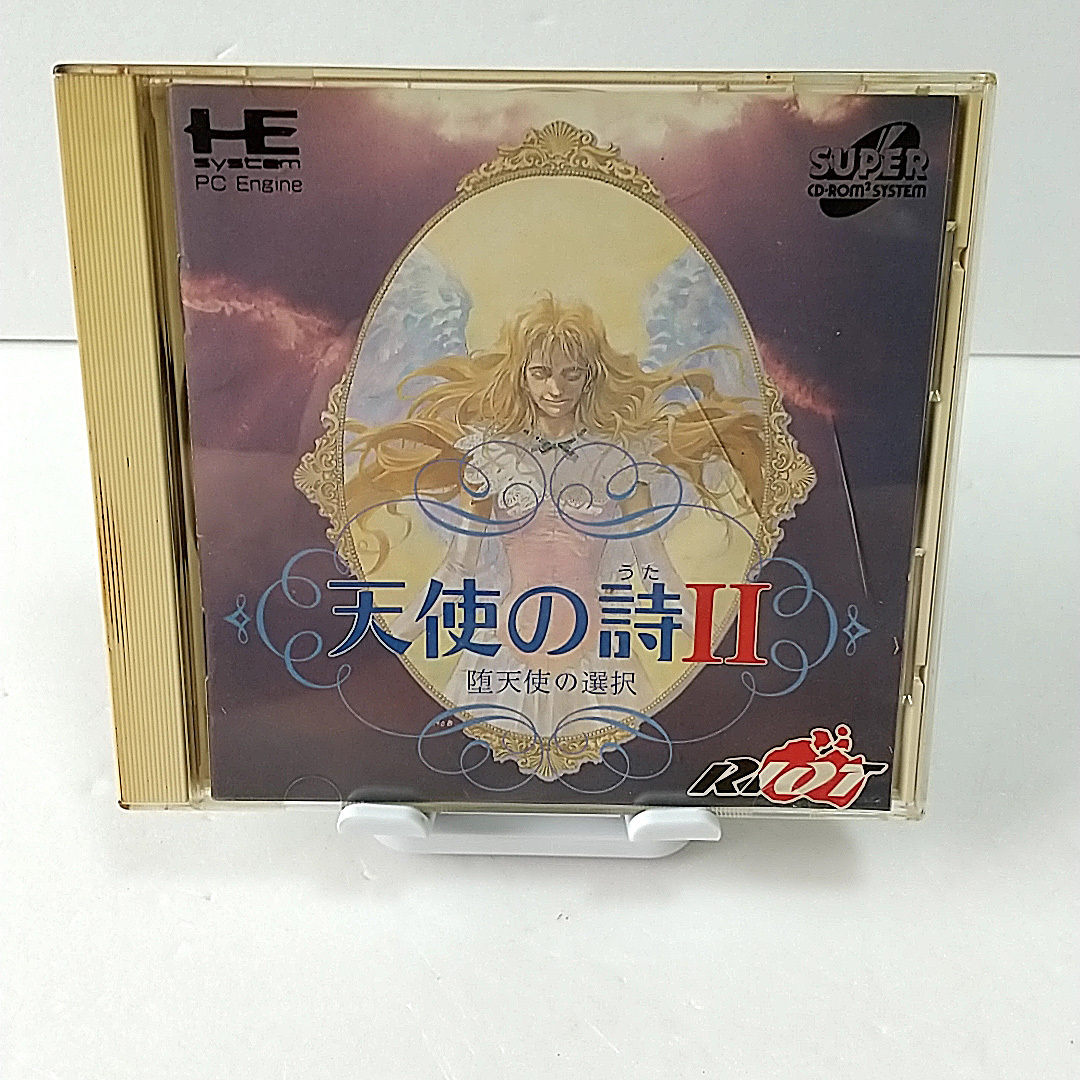 HE
system
PC Engine
SUPER
CD-ROM² SYSTEM
うた
天使の詩II
堕天使の選択
RIOT